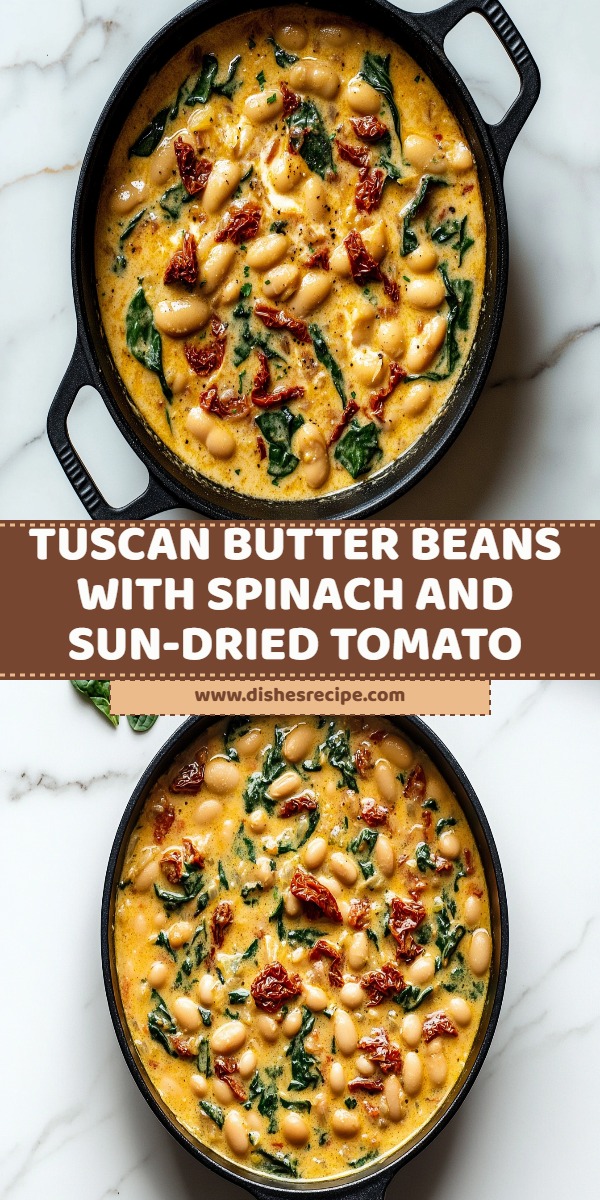 TUSCAN BUTTER BEANS
WITH SPINACH AND
SUN-DRIED TOMATO
www.dishesrecipe.com